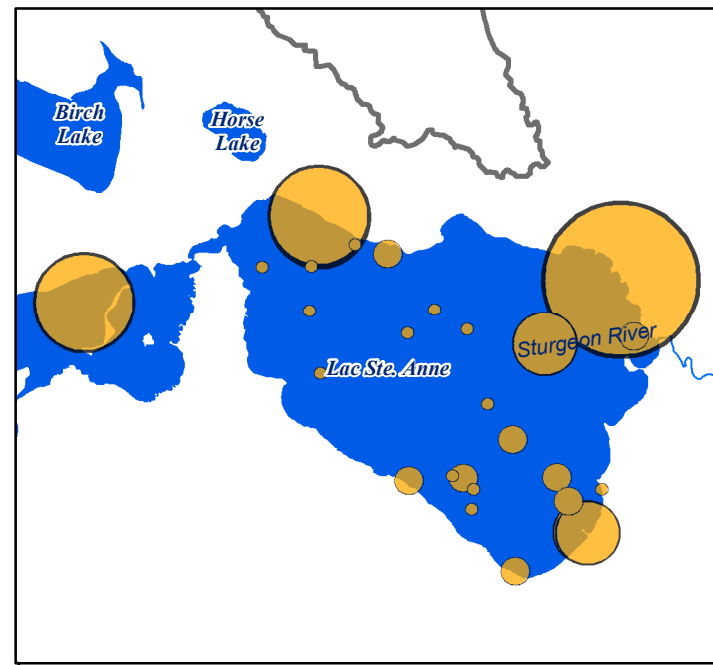 Birch
Lake
Horse
Lake
Sturgeon River
Lac Ste. Anne